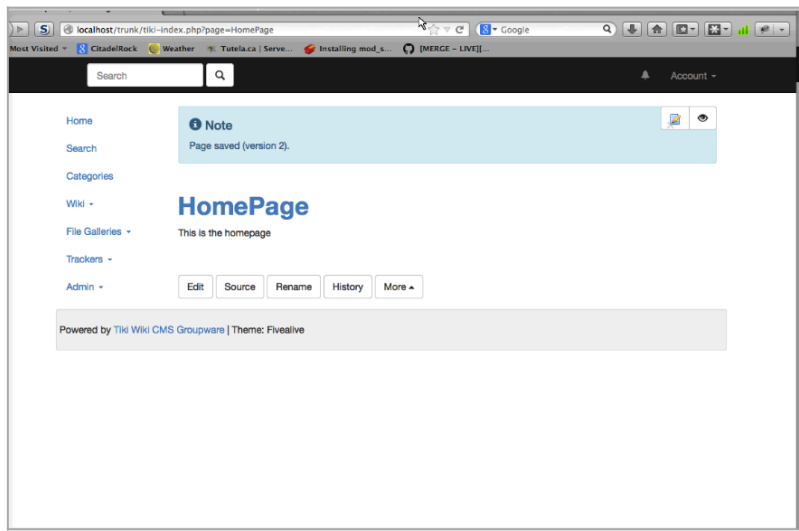 localhost/trunk/tiki-index.php?page=HomePage
Google
Most Visited
CitadelRock
Weather
Tutela.ca | Serve...
Installing mod_s...
[MERGE - LIVE][...
Search
Account
Home
Search
Categories
Wiki
File Galleries
Trackers
Admin
Note
Page saved (version 2).
HomePage
This is the homepage
Edit
Source
Rename
History
More
Powered by Tiki Wiki CMS Groupware | Theme: Fivealive